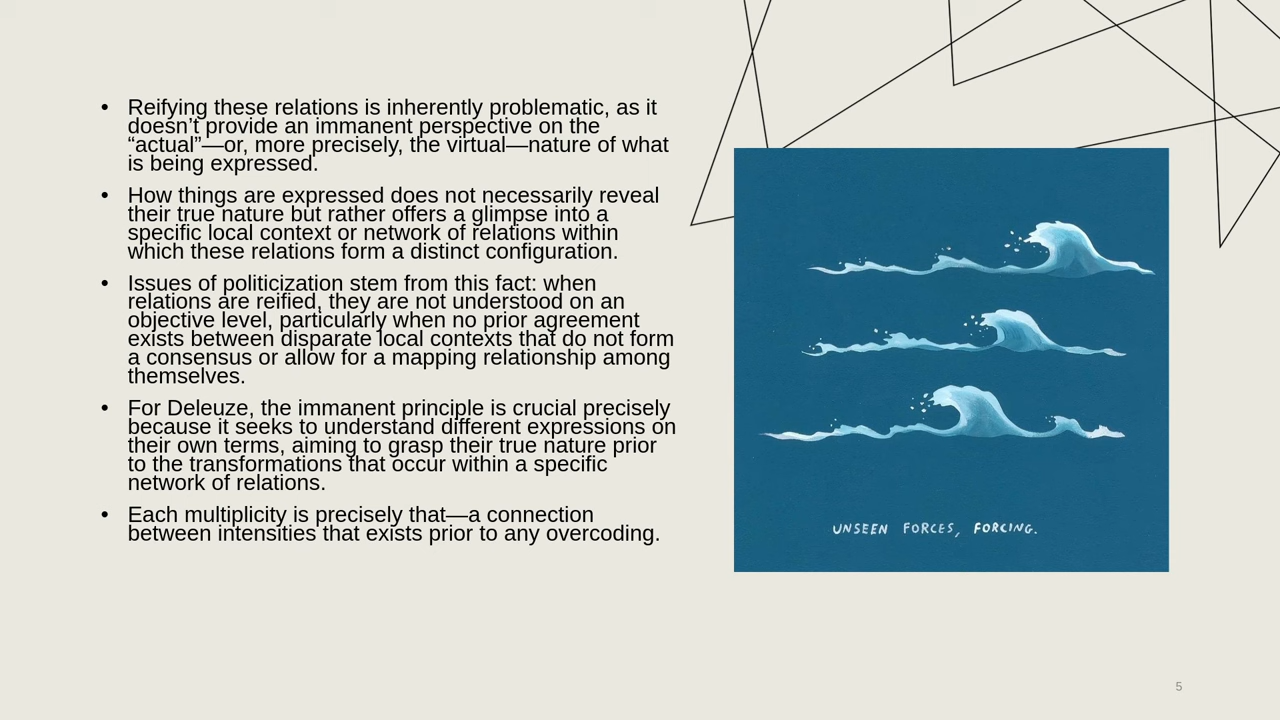 • Reifying these relations is inherently problematic, as it
doesn’t provide an immanent perspective on the
“actual”—or, more precisely, the virtual—nature of what
is being expressed.
• How things are expressed does not necessarily reveal
their true nature but rather offers a glimpse into a
specific local context or network of relations within
which these relations form a distinct configuration.
• Issues of politicization stem from this fact: when
relations are reified, they are not understood on an
objective level, particularly when no prior agreement
exists between disparate local contexts that do not form
a consensus or allow for a mapping relationship among
themselves.
• For Deleuze, the immanent principle is crucial precisely
because it seeks to understand different expressions on
their own terms, aiming to grasp their true nature prior
to the transformations that occur within a specific
network of relations.
• Each multiplicity is precisely that—a connection
between intensities that exists prior to any overcoding.
UNSEEN FORCES, FORCING.
5